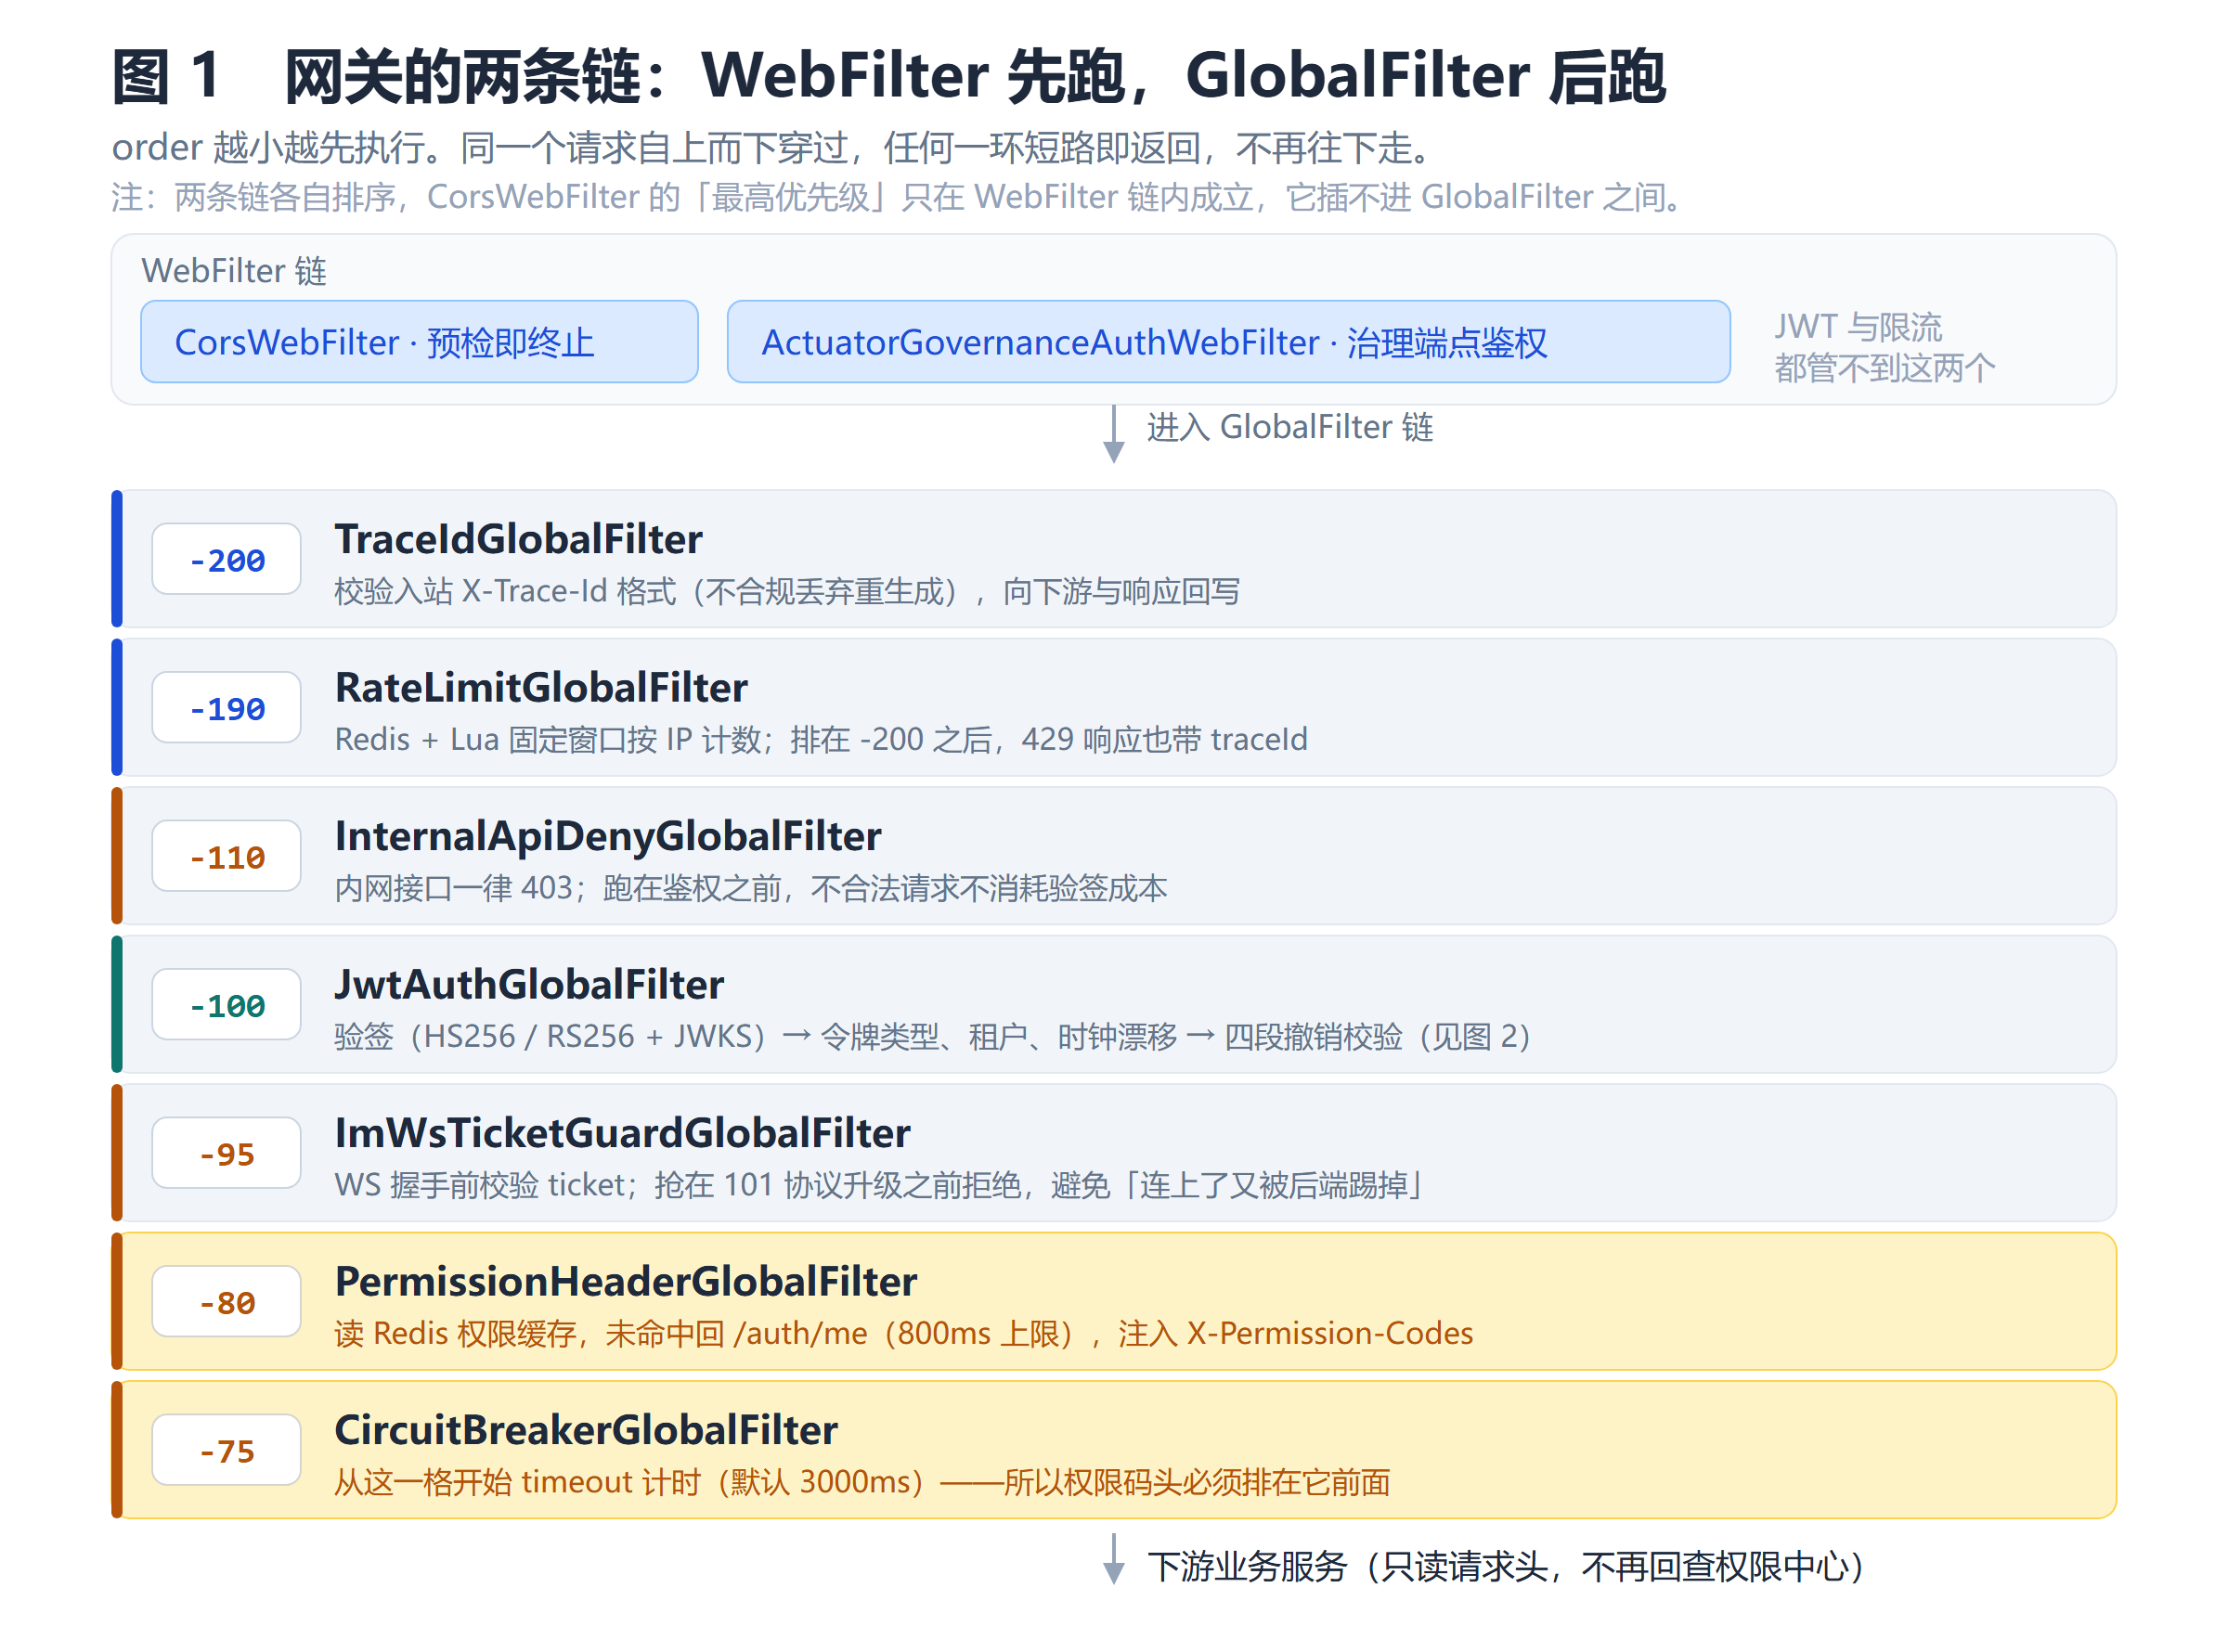 图 1　网关的两条链：WebFilter 先跑，GlobalFilter 后跑
order 越小越先执行。同一个请求自上而下穿过，任何一环短路即返回，不再往下走。
注：两条链各自排序，CorsWebFilter 的「最高优先级」只在 WebFilter 链内成立，它插不进 GlobalFilter 之间。
WebFilter 链
CorsWebFilter · 预检即终止
ActuatorGovernanceAuthWebFilter · 治理端点鉴权
JWT 与限流
都管不到这两个
进入 GlobalFilter 链
-200
TraceIdGlobalFilter
校验入站 X-Trace-Id 格式（不合规丢弃重生成），向下游与响应回写
-190
RateLimitGlobalFilter
Redis + Lua 固定窗口按 IP 计数；排在 -200 之后，429 响应也带 traceId
-110
InternalApiDenyGlobalFilter
内网接口一律 403；跑在鉴权之前，不合法请求不消耗验签成本
-100
JwtAuthGlobalFilter
验签（HS256 / RS256 + JWKS）→ 令牌类型、租户、时钟漂移 → 四段撤销校验（见图 2）
-95
ImWsTicketGuardGlobalFilter
WS 握手前校验 ticket；抢在 101 协议升级之前拒绝，避免「连上了又被后端踢掉」
-80
PermissionHeaderGlobalFilter
读 Redis 权限缓存，未命中回 /auth/me（800ms 上限），注入 X-Permission-Codes
-75
CircuitBreakerGlobalFilter
从这一格开始 timeout 计时（默认 3000ms）——所以权限码头必须排在它前面
下游业务服务（只读请求头，不再回查权限中心）